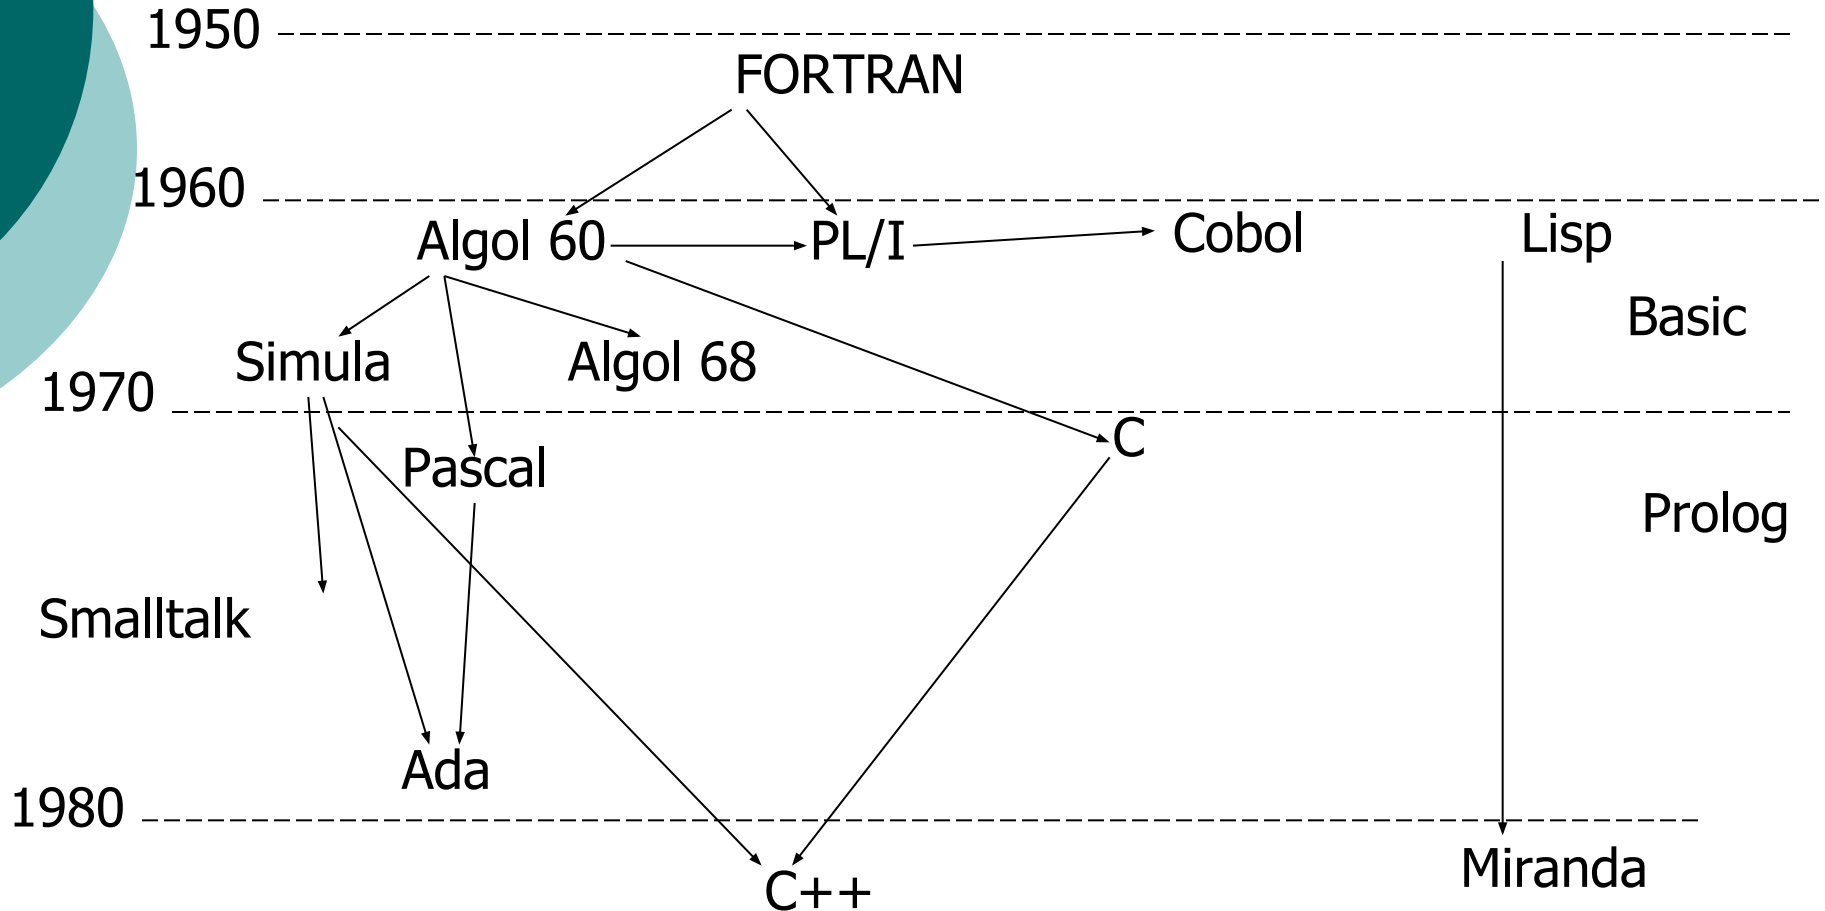 1950
FORTRAN
1960
Algol 60 PL/I Cobol Lisp
Basic
Simula Algol 68
1970
C
Pascal
Prolog
Smalltalk
Ada
1980
Miranda
C++